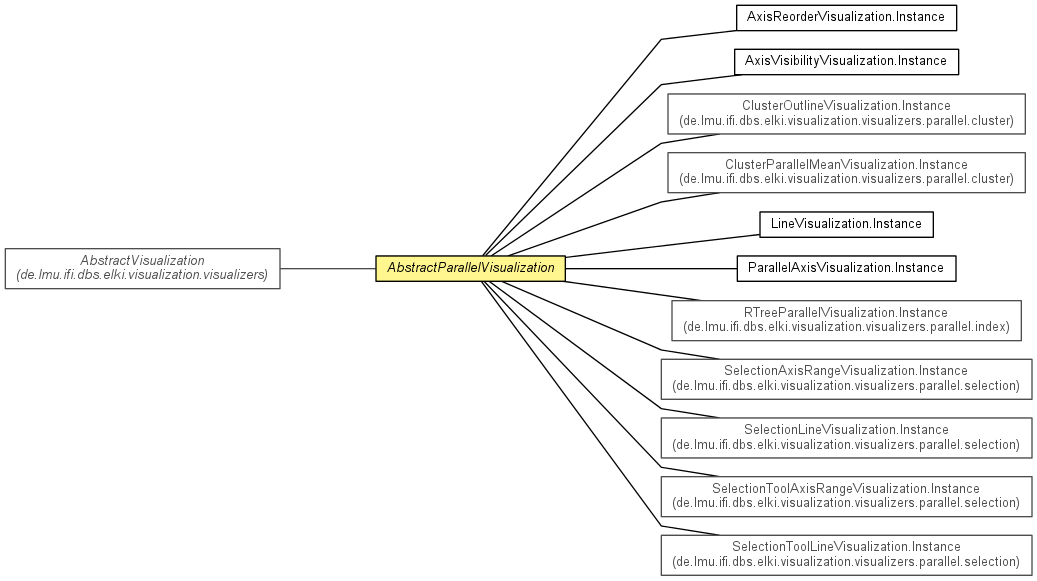 AxisReorderVisualization.Instance
AxisVisibilityVisualization.Instance
ClusterOutlineVisualization.Instance
(de.lmu.ifi.dbs.elki.visualization.visualizers.parallel.cluster)
ClusterParallelMeanVisualization.Instance
(de.lmu.ifi.dbs.elki.visualization.visualizers.parallel.cluster)
LineVisualization.Instance
AbstractVisualization
(de.lmu.ifi.dbs.elki.visualization.visualizers)
AbstractParallelVisualization
ParallelAxisVisualization.Instance
RTreeParallelVisualization.Instance
(de.lmu.ifi.dbs.elki.visualization.visualizers.parallel.index)
SelectionAxisRangeVisualization.Instance
(de.lmu.ifi.dbs.elki.visualization.visualizers.parallel.selection)
SelectionLineVisualization.Instance
(de.lmu.ifi.dbs.elki.visualization.visualizers.parallel.selection)
SelectionToolAxisRangeVisualization.Instance
(de.lmu.ifi.dbs.elki.visualization.visualizers.parallel.selection)
SelectionToolLineVisualization.Instance
(de.lmu.ifi.dbs.elki.visualization.visualizers.parallel.selection)